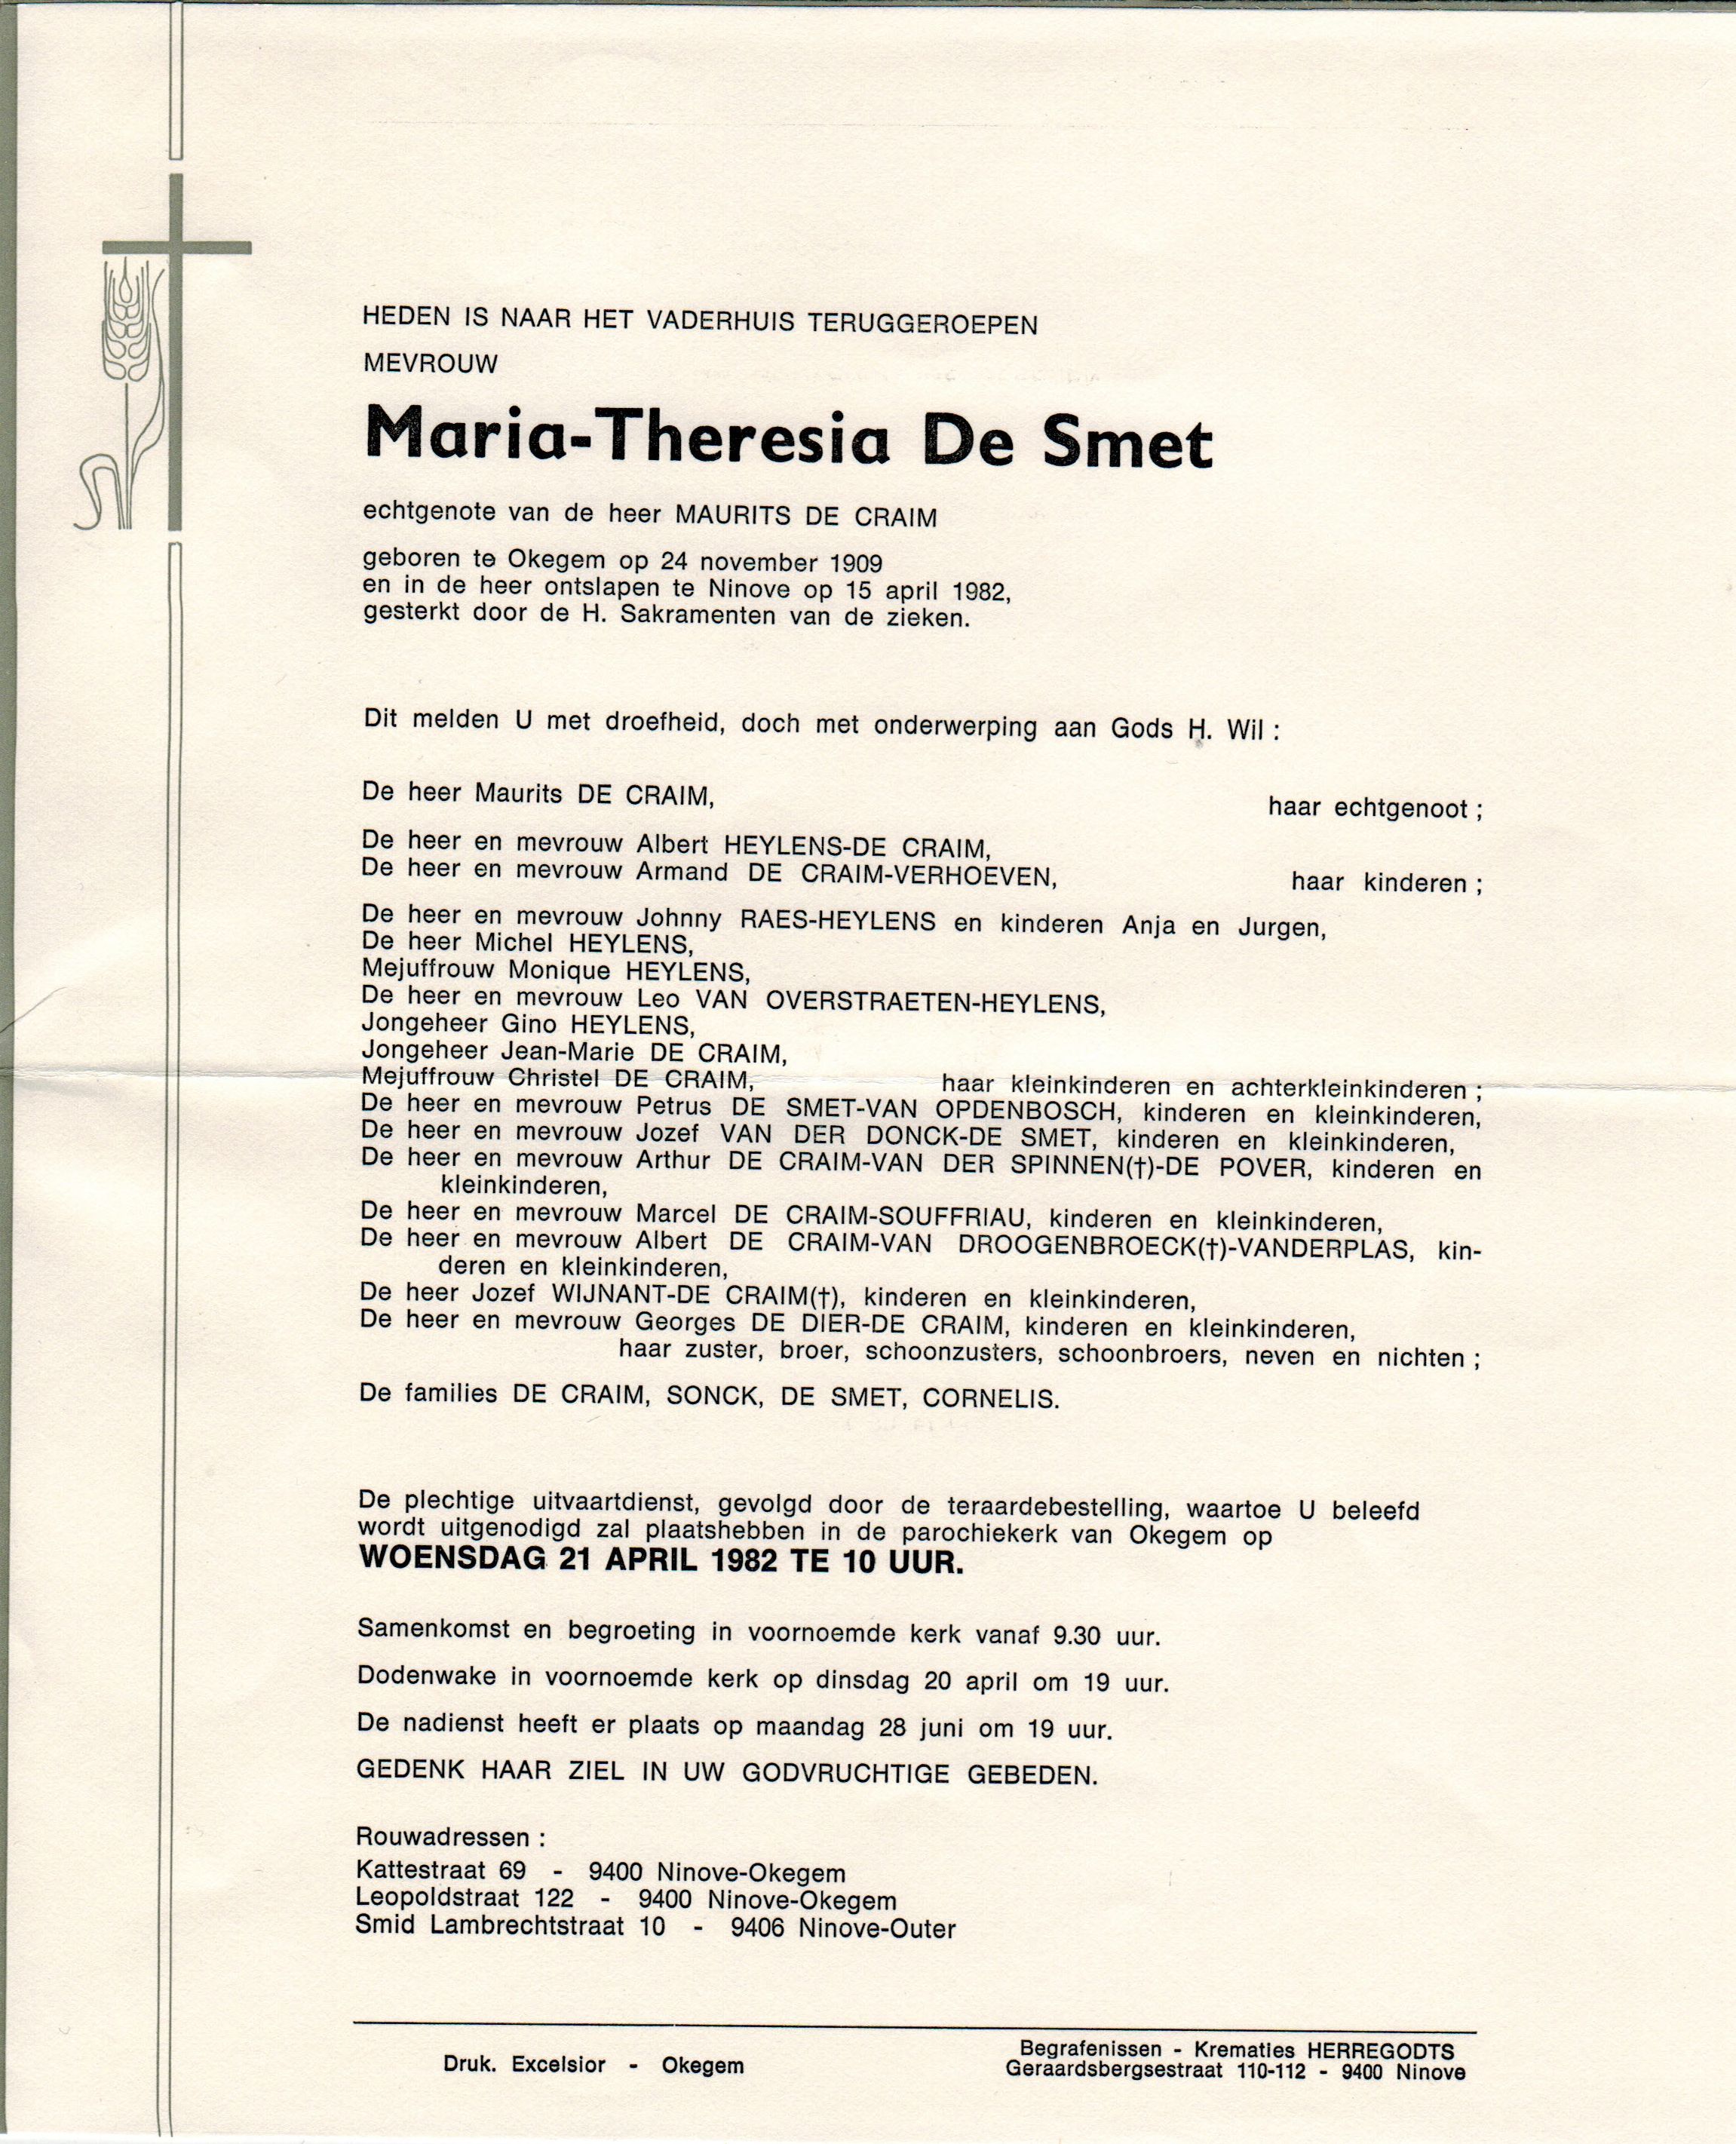 HEDEN IS NAAR HET VADERHUIS TERUGGEROEPEN
MEVROUW
Maria-Theresia De Smet
echtgenote van de heer MAURITS DE CRAIM
geboren te Okegem op 24 november 1909
en in de heer ontslapen te Ninove op 15 april 1982,
gesterkt door de H. Sakramenten van de zieken.
Dit melden U met droefheid, doch met onderwerping aan Gods H. Wil :
De heer Maurits DE CRAIM, haar echtgenoot ;
De heer en mevrouw Albert HEYLENS-DE CRAIM,
De heer en mevrouw Armand DE CRAIM-VERHOEVEN, haar kinderen ;
De heer en mevrouw Johnny RAES-HEYLENS en kinderen Anja en Jurgen,
De heer Michel HEYLENS,
Mejuffrouw Monique HEYLENS,
De heer en mevrouw Leo VAN OVERSTRAETEN-HEYLENS,
Jongeheer Gino HEYLENS,
Jongeheer Jean-Marie DE CRAIM,
Mejuffrouw Christel DE CRAIM, haar kleinkinderen en achterkleinkinderen ;
De heer en mevrouw Petrus DE SMET-VAN OPDENBOSCH, kinderen en kleinkinderen,
De heer en mevrouw Jozef VAN DER DONCK-DE SMET, kinderen en kleinkinderen,
De heer en mevrouw Arthur DE CRAIM-VAN DER SPINNEN(†)-DE POVER, kinderen en
kleinkinderen,
De heer en mevrouw Marcel DE CRAIM-SOUFFRIAU, kinderen en kleinkinderen,
De heer en mevrouw Albert DE CRAIM-VAN DROOGENBROECK(†)-VANDERPLAS, kin-
deren en kleinkinderen,
De heer Jozef WIJNANT-DE CRAIM(†), kinderen en kleinkinderen,
De heer en mevrouw Georges DE DIER-DE CRAIM, kinderen en kleinkinderen,
haar zuster, broer, schoonzusters, schoonbroers, neven en nichten ;
De families DE CRAIM, SONCK, DE SMET, CORNELIS.
De plechtige uitvaartdienst, gevolgd door de teraardebestelling, waartoe U beleefd
wordt uitgenodigd zal plaatshebben in de parochiekerk van Okegem op
WOENSDAG 21 APRIL 1982 TE 10 UUR.
Samenkomst en begroeting in voornoemde kerk vanaf 9.30 uur.
Dodenwake in voornoemde kerk op dinsdag 20 april om 19 uur.
De nadienst heeft er plaats op maandag 28 juni om 19 uur.
GEDENK HAAR ZIEL IN UW GODVRUCHTIGE GEBEDEN.
Rouwadressen :
Kattestraat 69 - 9400 Ninove-Okegem
Leopoldstraat 122 - 9400 Ninove-Okegem
Smid Lambrechtstraat 10 - 9406 Ninove-Outer
Druk. Excelsior - Okegem
Begrafenissen - Krematies HERREGODTS
Geraardsbergsestraat 110-112 - 9400 Ninove